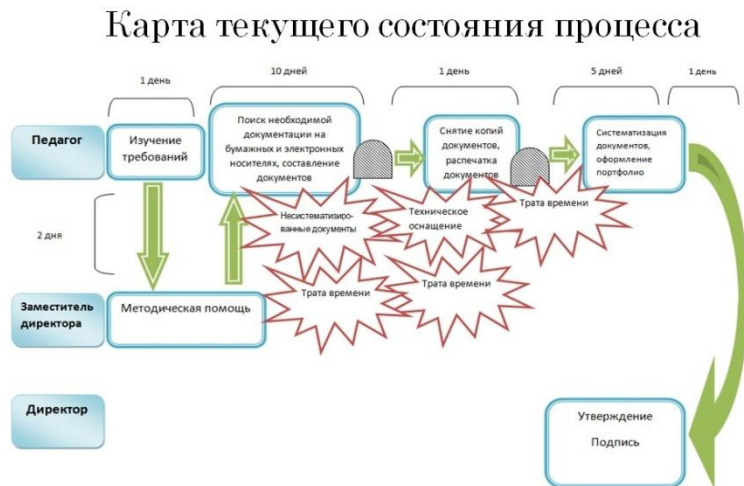 Карта текущего состояния процесса
1 день
10 дней
1 день
5 дней
1 день
Педагог
Изучение
требований
Поиск необходимой
документации на
бумажных и электронных
носителях, составление
документов
Снятие копий
документов,
распечатка
документов
Систематизация
документов,
оформление
портфолио
Несистематизиро-
ванные документы
Техническое
оснащение
Трата времени
2 дня
Трата времени
Трата времени
Заместитель
директора
Методическая помощь
Директор
Утверждение
Подпись